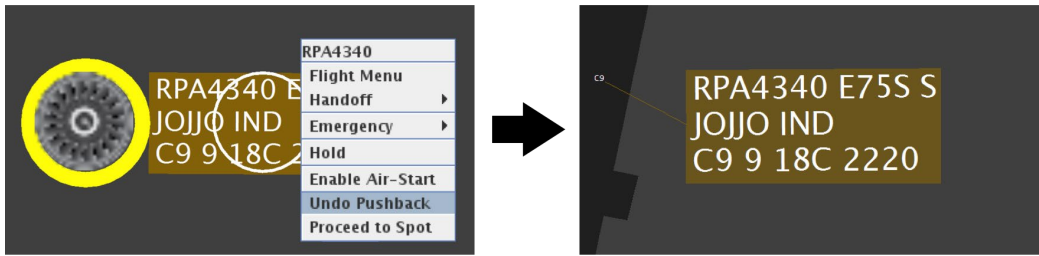 RPA4340 E
JOJJO IND
C9 9 18C 2
RPA4340
Flight Menu
Handoff
Emergency
Hold
Enable Air-Start
Undo Pushback
Proceed to Spot
C9
RPA4340 E75S S
JOJJO IND
C9 9 18C 2220